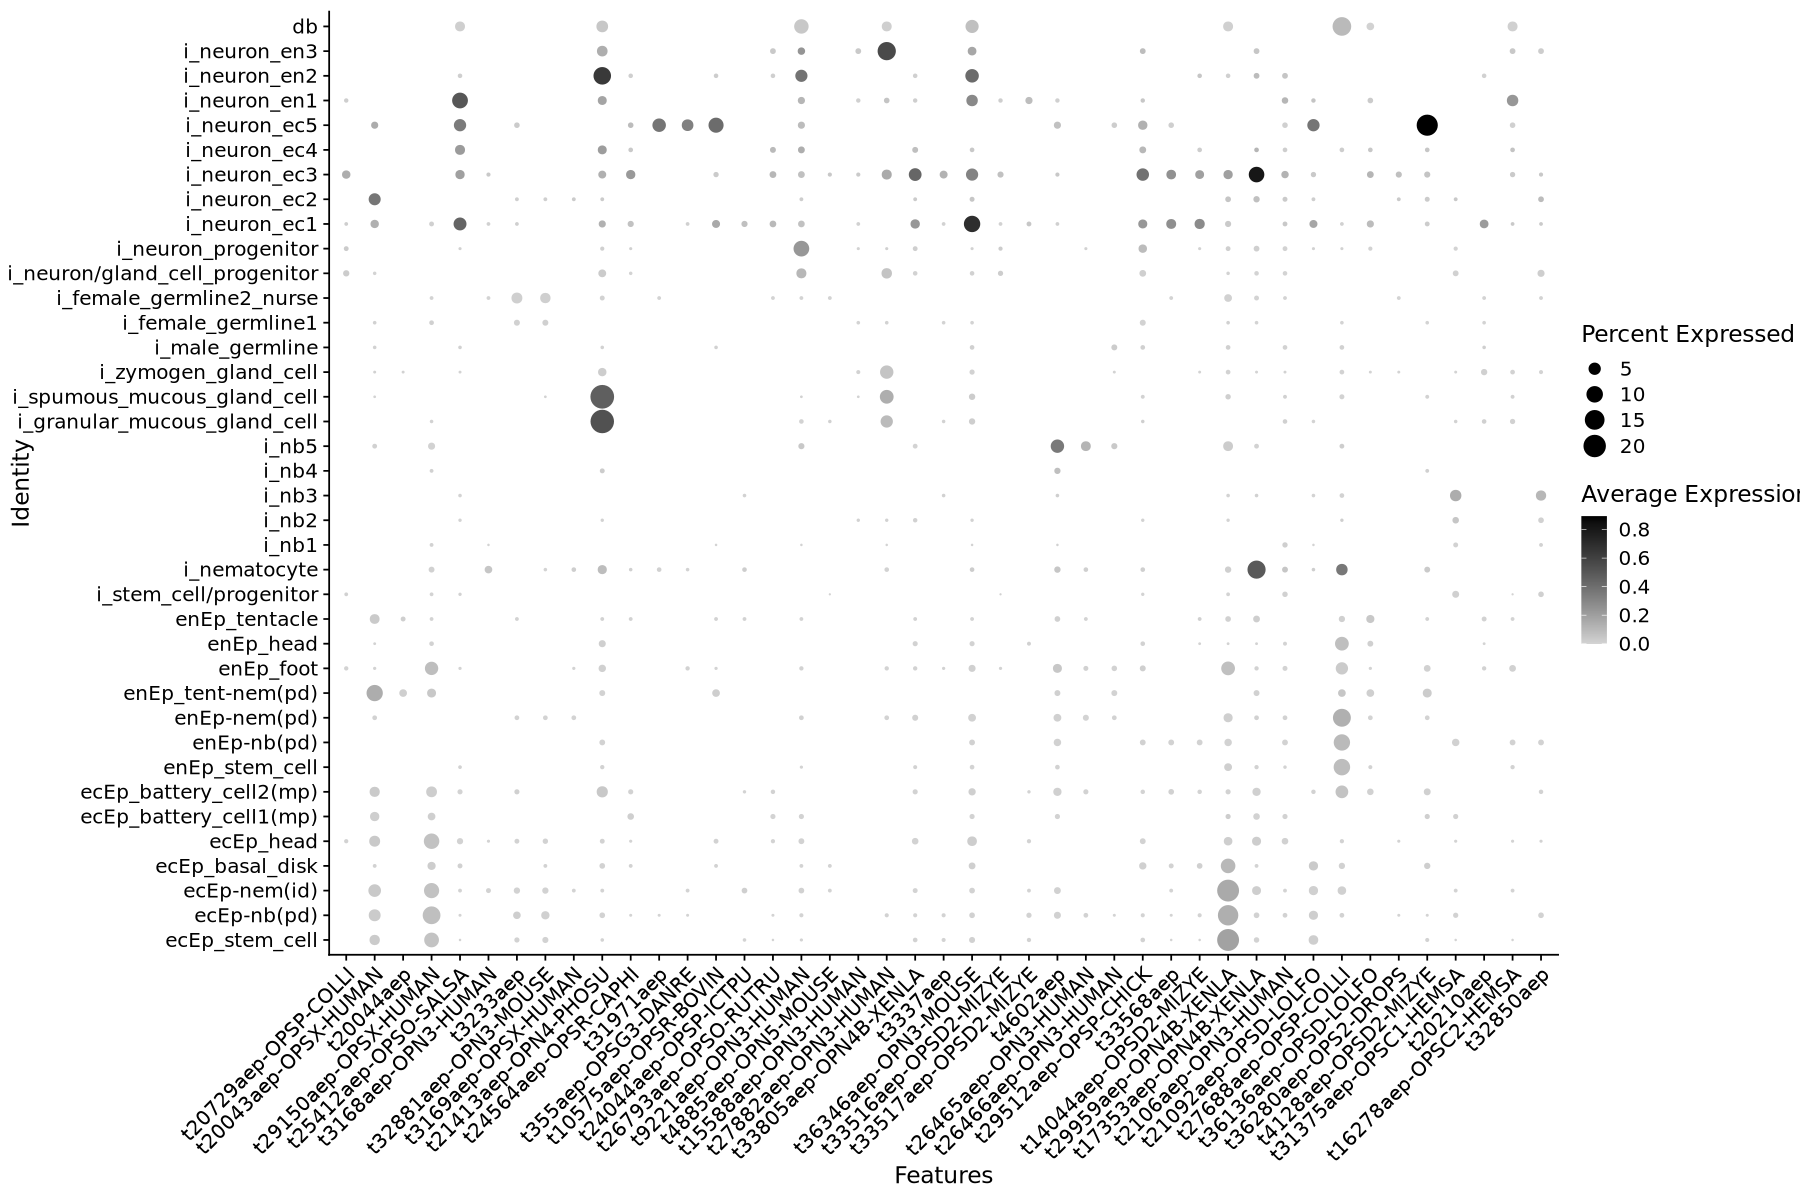 db
i_neuron_en3
i_neuron_en2
i_neuron_en1
i_neuron_ec5
i_neuron_ec4
i_neuron_ec3
i_neuron_ec2
i_neuron_ec1
i_neuron_progenitor
i_neuron/gland_cell_progenitor
i_female_germline2_nurse
i_female_germline1
i_male_germline
i_zymogen_gland_cell
i_spumous_mucous_gland_cell
i_granular_mucous_gland_cell
i_nb5
i_nb4
i_nb3
i_nb2
i_nb1
i_nematocyte
i_stem_cell/progenitor
enEp_tentacle
enEp_head
enEp_foot
enEp_tent-nem(pd)
enEp-nem(pd)
enEp-nb(pd)
enEp_stem_cell
ecEp_battery_cell2(mp)
ecEp_battery_cell1(mp)
ecEp_head
ecEp_basal_disk
ecEp-nem(id)
ecEp-nb(pd)
ecEp_stem_cell
Identity
t20729aep-OPSP-COLLI
t20043aep-OPSX-HUMAN
t20044aep
t29150aep-OPSX-HUMAN
t25412aep-OPSO-SALSA
t3168aep-OPN3-HUMAN
t3233aep
t32881aep-OPN3-MOUSE
t3169aep-OPSX-HUMAN
t21413aep-OPN4-PHOSU
t24564aep-OPSR-CAPHI
t31971aep
t355aep-OPSG3-DANRE
t10575aep-OPSR-BOVIN
t24044aep-OPSP-ICTPU
t26793aep-OPSO-RUTRU
t9221aep-OPN3-HUMAN
t4885aep-OPN5-MOUSE
t15588aep-OPN3-HUMAN
t27882aep-OPN3-HUMAN
t33805aep-OPN4B-XENLA
t3337aep
t36346aep-OPN3-MOUSE
t33516aep-OPSD2-MIZYE
t33517aep-OPSD2-MIZYE
t4602aep
t26465aep-OPN3-HUMAN
t26466aep-OPN3-HUMAN
t29512aep-OPSP-CHICK
t33568aep
t14044aep-OPSD2-MIZYE
t29959aep-OPN4B-XENLA
t17353aep-OPN4B-XENLA
t2106aep-OPN3-HUMAN
t21092aep-OPSD-LOLFO
t27688aep-OPSP-COLLI
t36136aep-OPSD-LOLFO
t36280aep-OPS2-DROPS
t4128aep-OPSD2-MIZYE
t31375aep-OPSC1-HEMSA
t20210aep
t16278aep-OPSC2-HEMSA
t32850aep
Features
Percent Expressed
5
10
15
20
Average Expression
0.8
0.6
0.4
0.2
0.0